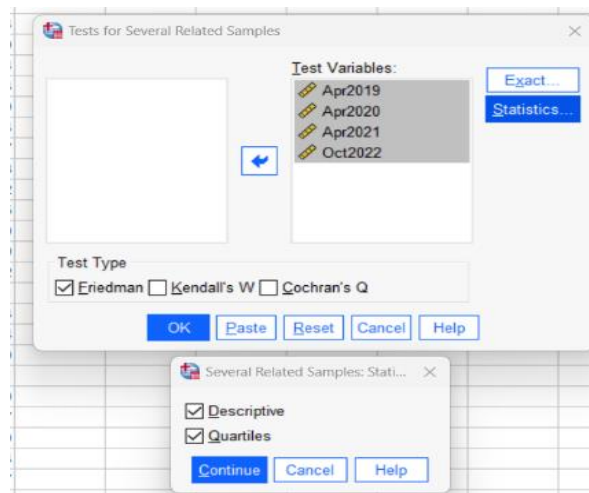 Tests for Several Related Samples
Test Variables:
Apr2019
Apr2020
Apr2021
Oct2022
Exact...
Statistics...
Test Type
Friedman Kendall's W Cochran's Q
OK Paste Reset Cancel Help
Several Related Samples: Stati...
Descriptive
Quartiles
Continue Cancel Help